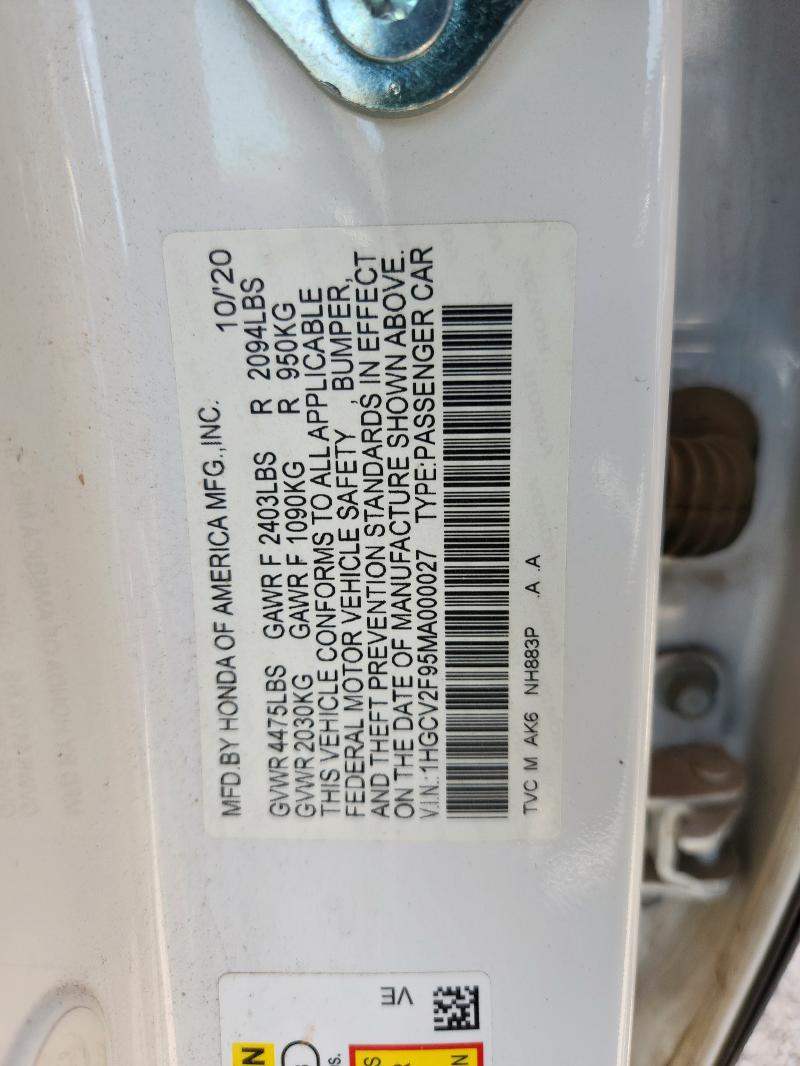 MFD.BY HONDA OF AMERICA MFG.,INC. 10/'20
GVWR 4475LBS GAWR F 2403LBS R 2094LBS
GVWR 2030KG GAWR F 1090KG R 950KG
THIS VEHICLE CONFORMS TO ALL APPLICABLE
FEDERAL MOTOR VEHICLE SAFETY , BUMPER,
AND THEFT PREVENTION STANDARDS IN EFFECT
ON THE DATE OF MANUFACTURE SHOWN ABOVE.
V.I.N.:1HGCV2F95MA000027 TYPE:PASSENGER CAR
TVC M AK6 NH883P .A .A
VE